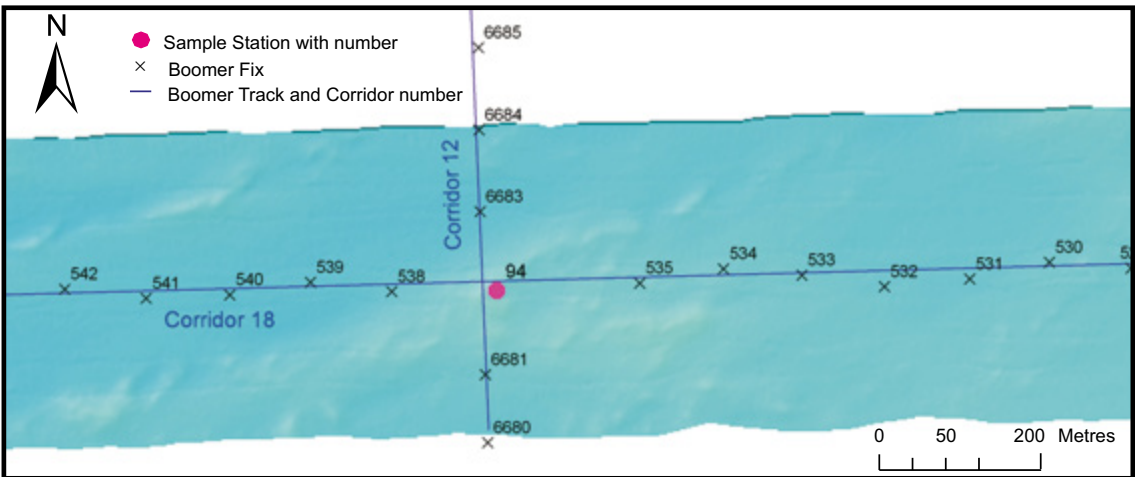 N
Sample Station with number
Boomer Fix
Boomer Track and Corridor number
6685
6684
Corridor 12
6683
542
541
540
539
538
94
535
534
533
532
531
530
Corridor 18
6681
6680
0 50 200 Metres